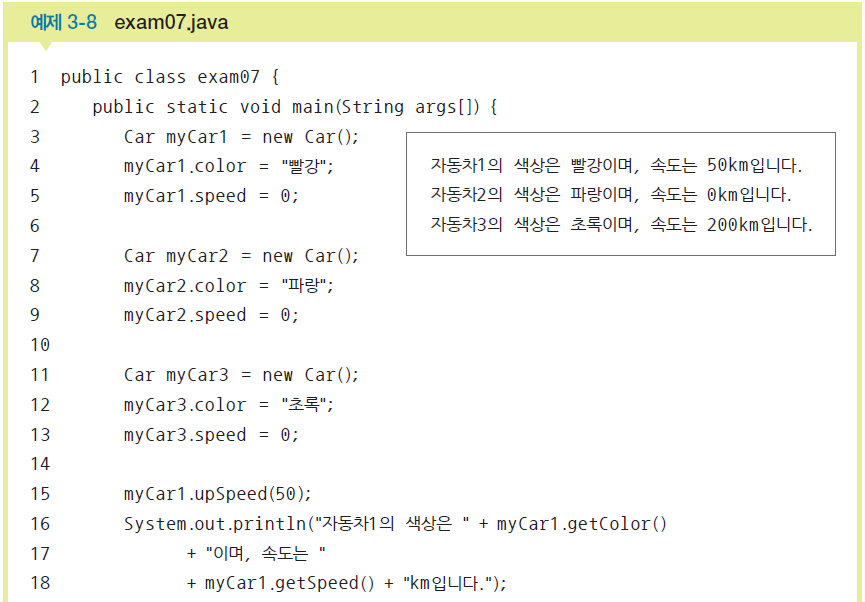 예제 3-8 exam07.java
1 public class exam07 {
2 public static void main(String args[]) {
3 Car myCar1 = new Car();
4 myCar1.color = "빨강";
5 myCar1.speed = 0;
6
7 Car myCar2 = new Car();
8 myCar2.color = "파랑";
9 myCar2.speed = 0;
10
11 Car myCar3 = new Car();
12 myCar3.color = "초록";
13 myCar3.speed = 0;
14
15 myCar1.upSpeed(50);
16 System.out.println("자동차1의 색상은 " + myCar1.getColor()
17 + "이며, 속도는 "
18 + myCar1.getSpeed() + "km입니다.");
자동차1의 색상은 빨강이며, 속도는 50km입니다.
자동차2의 색상은 파랑이며, 속도는 0km입니다.
자동차3의 색상은 초록이며, 속도는 200km입니다.